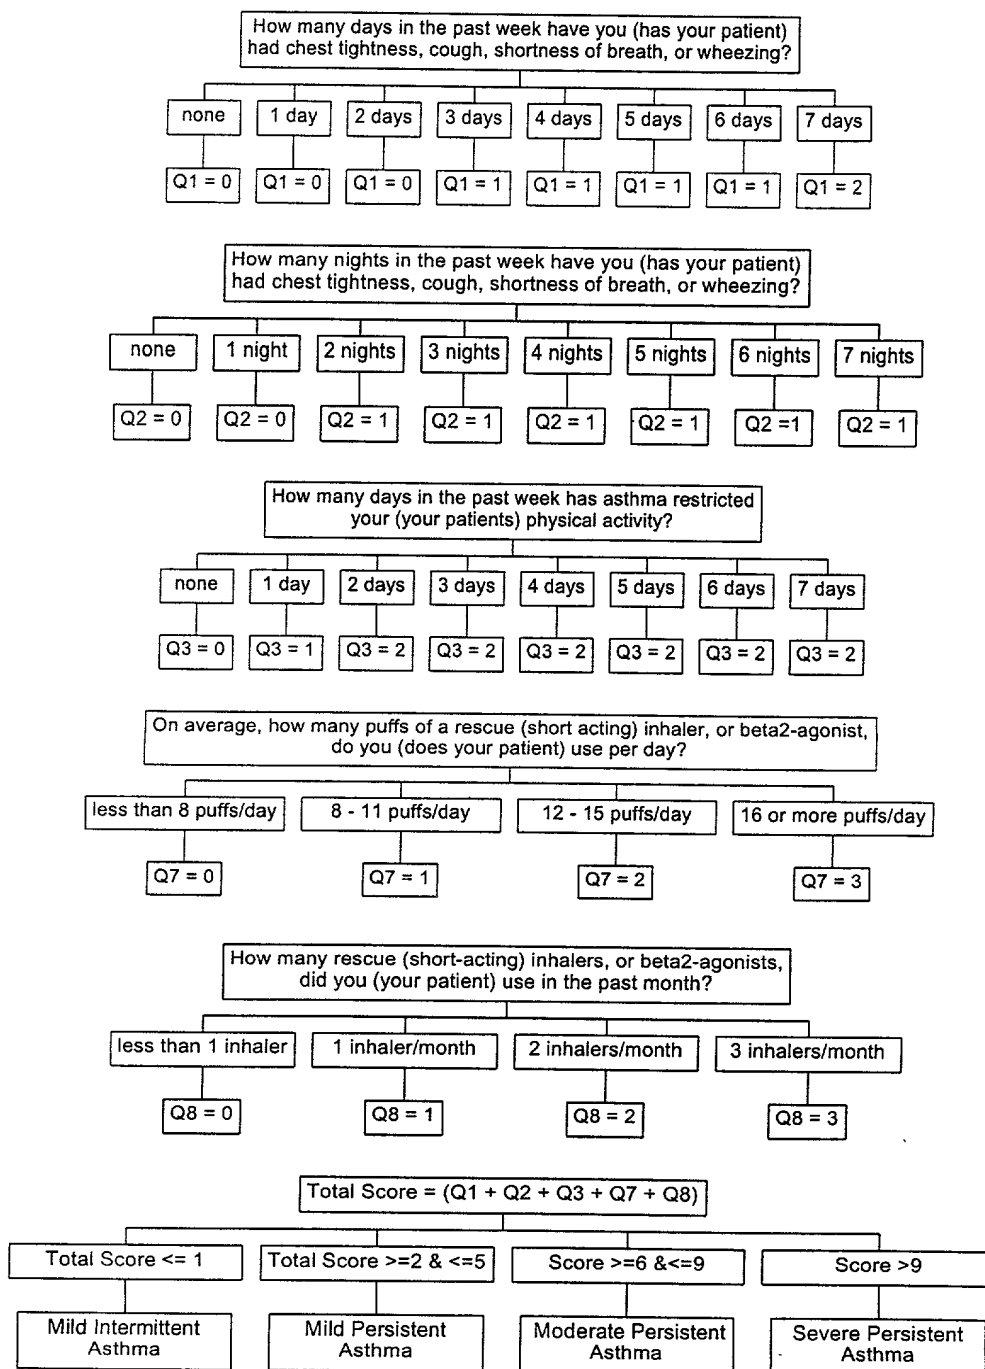 How many days in the past week have you (has your patient)
had chest tightness, cough, shortness of breath, or wheezing?
none
1 day
2 days
3 days
4 days
5 days
6 days
7 days
Q1 = 0
Q1 = 0
Q1 = 0
Q1 = 1
Q1 = 1
Q1 = 1
Q1 = 1
Q1 = 2
How many nights in the past week have you (has your patient)
had chest tightness, cough, shortness of breath, or wheezing?
none
1 night
2 nights
3 nights
4 nights
5 nights
6 nights
7 nights
Q2 = 0
Q2 = 0
Q2 = 1
Q2 = 1
Q2 = 1
Q2 = 1
Q2 =1
Q2 = 1
How many days in the past week has asthma restricted
your (your patients) physical activity?
none
1 day
2 days
3 days
4 days
5 days
6 days
7 days
Q3 = 0
Q3 = 1
Q3 = 2
Q3 = 2
Q3 = 2
Q3 = 2
Q3 = 2
Q3 = 2
On average, how many puffs of a rescue (short acting) inhaler, or beta2-agonist,
do you (does your patient) use per day?
less than 8 puffs/day
8 - 11 puffs/day
12 - 15 puffs/day
16 or more puffs/day
Q7 = 0
Q7 = 1
Q7 = 2
Q7 = 3
How many rescue (short-acting) inhalers, or beta2-agonists,
did you (your patient) use in the past month?
less than 1 inhaler
1 inhaler/month
2 inhalers/month
3 inhalers/month
Q8 = 0
Q8 = 1
Q8 = 2
Q8 = 3
Total Score = (Q1 + Q2 + Q3 + Q7 + Q8)
Total Score <= 1
Total Score >=2 & <=5
Score >=6 &<=9
Score >9
Mild Intermittent
Asthma
Mild Persistent
Asthma
Moderate Persistent
Asthma
Severe Persistent
Asthma